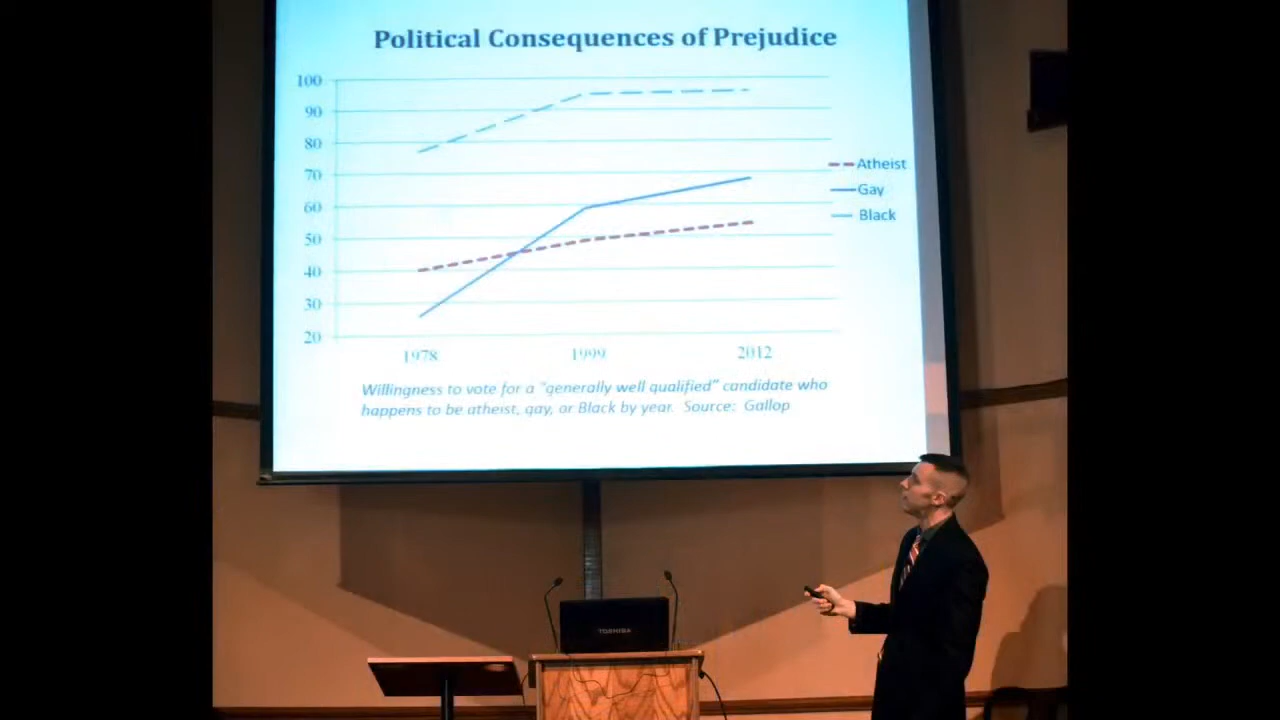 Political Consequences of Prejudice
100
90
80
70
60
50
40
30
20
1978
1999
2012
Atheist
Gay
Black
Willingness to vote for a "generally well qualified" candidate who
happens to be atheist, gay, or Black by year. Source: Gallop
TOSHIBA